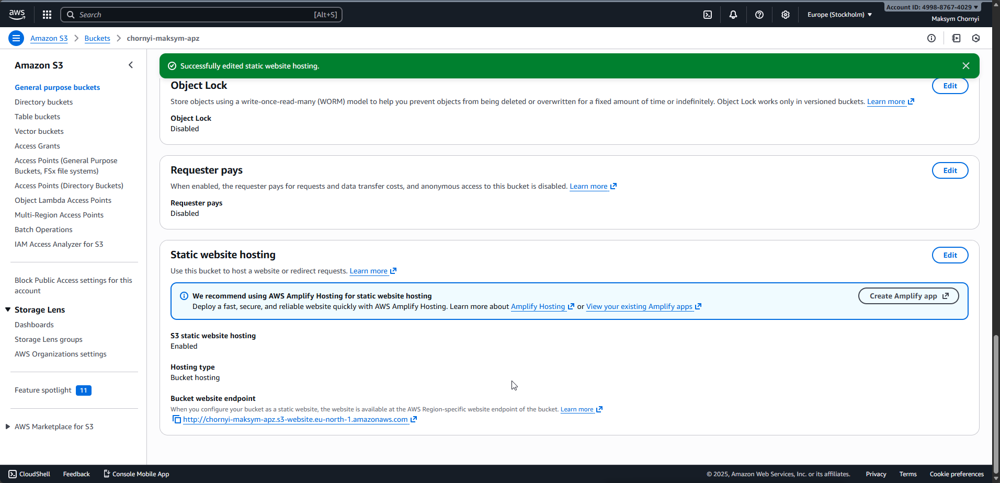 aws
Search [Alt+S]
Europe (Stockholm)
Account ID: 4998-8767-4029
Maksym Chornyi
Amazon S3 > Buckets > chornyi-maksym-apz
Amazon S3
General purpose buckets
Directory buckets
Table buckets
Vector buckets
Access Grants
Access Points (General Purpose
Buckets, FSx file systems)
Access Points (Directory Buckets)
Object Lambda Access Points
Multi-Region Access Points
Batch Operations
IAM Access Analyzer for S3
Block Public Access settings for this
account
Storage Lens
Dashboards
Storage Lens groups
AWS Organizations settings
Feature spotlight 11
AWS Marketplace for S3
Successfully edited static website hosting.
Object Lock
Edit
Store objects using a write-once-read-many (WORM) model to help you prevent objects from being deleted or overwritten for a fixed amount of time or indefinitely. Object Lock works only in versioned buckets. Learn more
Object Lock
Disabled
Requester pays
Edit
When enabled, the requester pays for requests and data transfer costs, and anonymous access to this bucket is disabled. Learn more
Requester pays
Disabled
Static website hosting
Edit
Use this bucket to host a website or redirect requests. Learn more
We recommend using AWS Amplify Hosting for static website hosting
Deploy a fast, secure, and reliable website quickly with AWS Amplify Hosting. Learn more about Amplify Hosting or View your existing Amplify apps
Create Amplify app
S3 static website hosting
Enabled
Hosting type
Bucket hosting
Bucket website endpoint
When you configure your bucket as a static website, the website is available at the AWS Region-specific website endpoint of the bucket. Learn more
http://chornyi-maksym-apz.s3-website.eu-north-1.amazonaws.com
CloudShell Feedback Console Mobile App
© 2025, Amazon Web Services, Inc. or its affiliates. Privacy Terms Cookie preferences